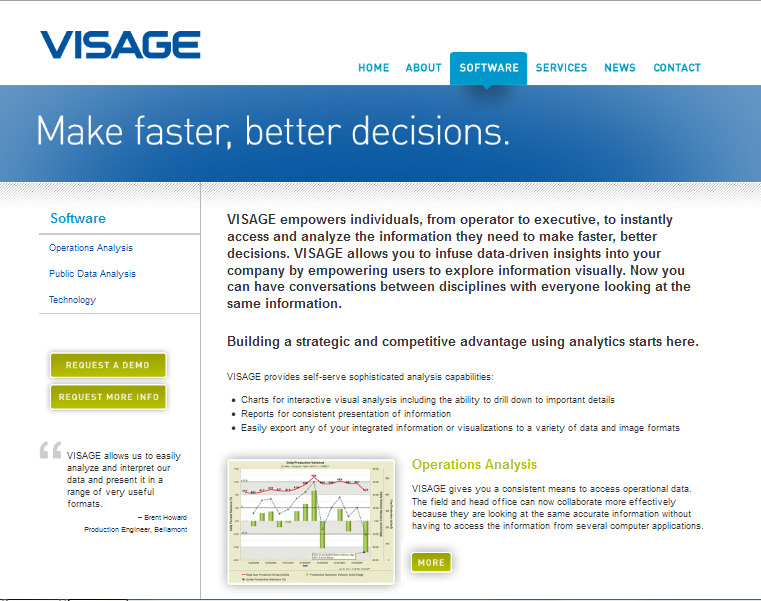 VISAGE
HOME ABOUT SOFTWARE SERVICES NEWS CONTACT
Make faster, better decisions.
Software
Operations Analysis
Public Data Analysis
Technology
REQUEST A DEMO
REQUEST MORE INFO
VISAGE allows us to easily
analyze and interpret our
data and present it in a
range of very useful
formats.
– Brent Howard
Production Engineer, Bellamont
VISAGE empowers individuals, from operator to executive, to instantly
access and analyze the information they need to make faster, better
decisions. VISAGE allows you to infuse data-driven insights into your
company by empowering users to explore information visually. Now you
can have conversations between disciplines with everyone looking at the
same information.
Building a strategic and competitive advantage using analytics starts here.
VISAGE provides self-serve sophisticated analysis capabilities:
• Charts for interactive visual analysis including the ability to drill down to important details
• Reports for consistent presentation of information
• Easily export any of your integrated information or visualizations to a variety of data and image formats
Daily Production Variance
Operations Analysis
VISAGE gives you a consistent means to access operational data.
The field and head office can now collaborate more effectively
because they are looking at the same accurate information without
having to access the information from several computer applications.
MORE